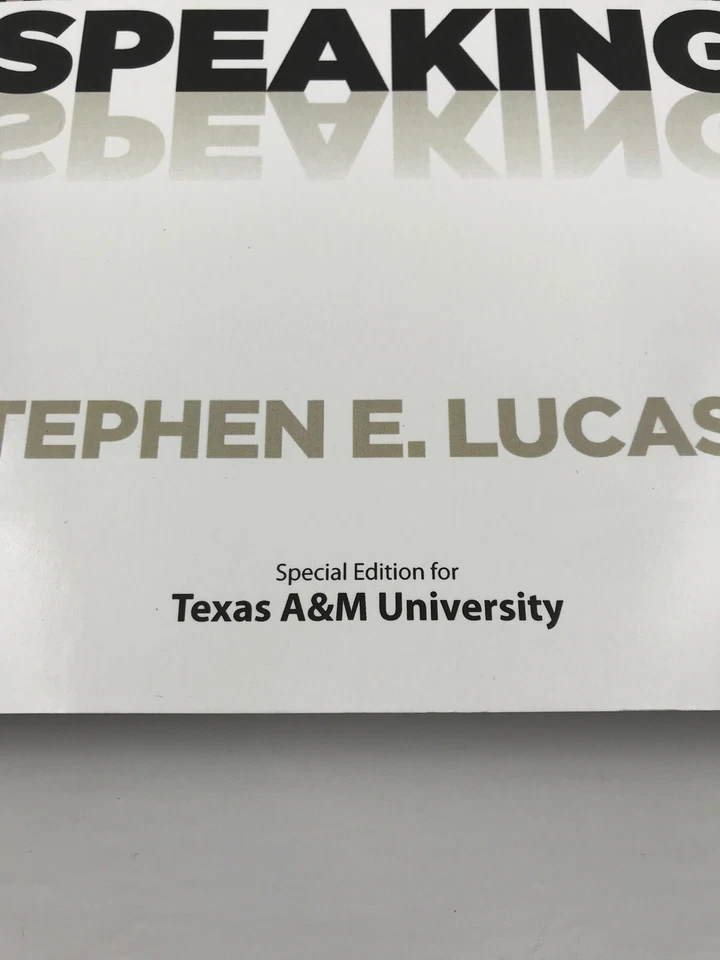 SPEAKING
TEPHEN E. LUCAS
Special Edition for
Texas A&M University